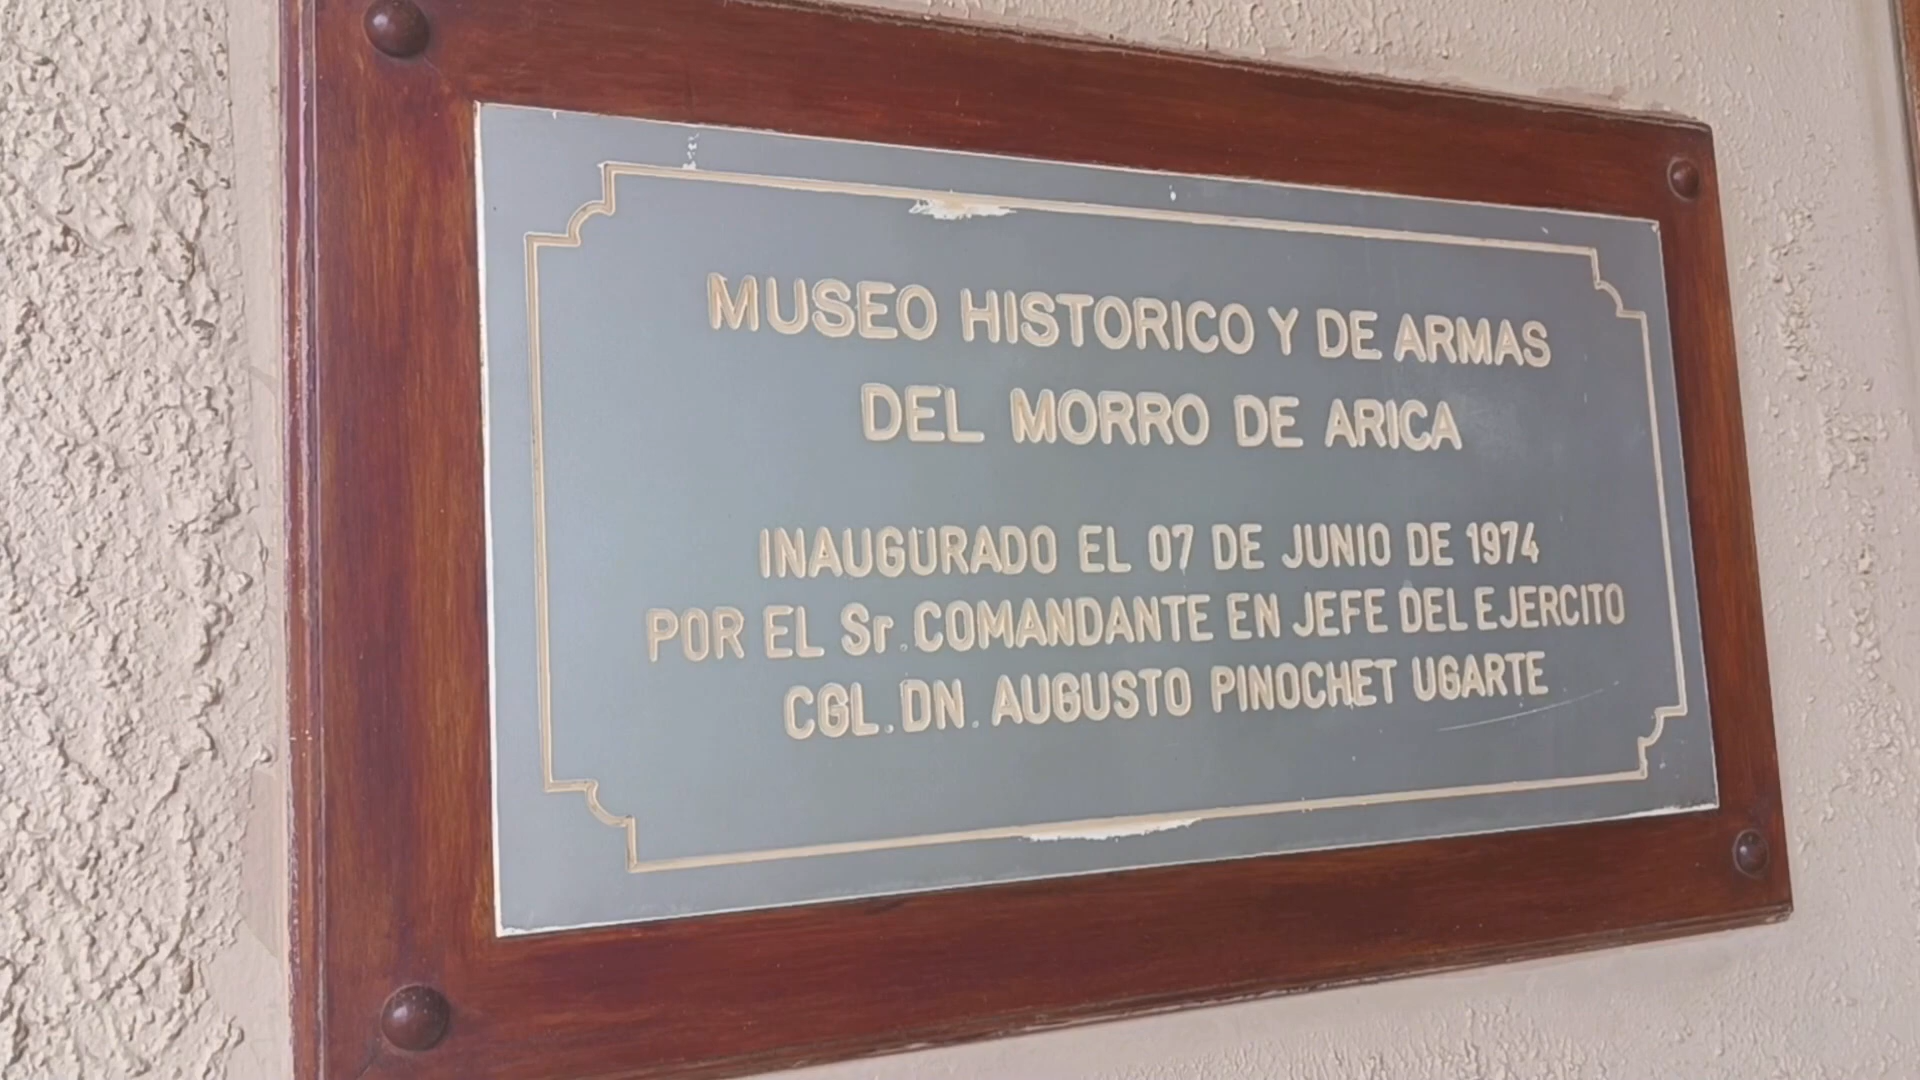 MUSEO HISTORICO Y DE ARMAS
DEL MORRO DE ARICA
INAUGURADO EL 07 DE JUNIO DE 1974
POR EL Sr. COMANDANTE EN JEFE DEL EJERCITO
CGL. DN. AUGUSTO PINOCHET UGARTE